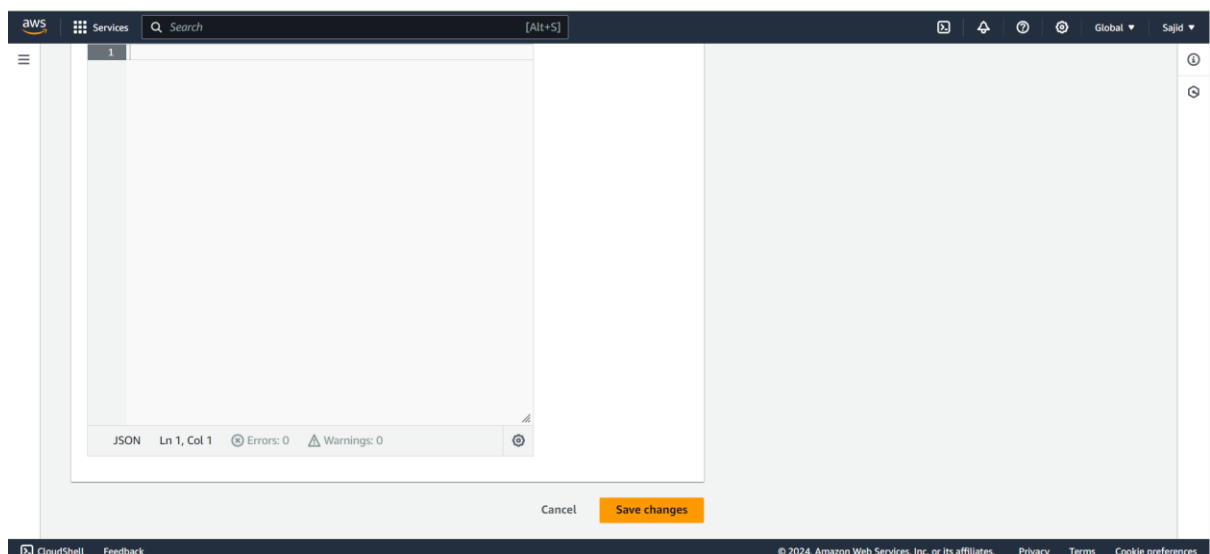 aws Services Search [Alt+S] Global Sajid
1
JSON Ln 1, Col 1 Errors: 0 Warnings: 0
Cancel Save changes
CloudShell Feedback © 2024, Amazon Web Services, Inc. or its affiliates. Privacy Terms Cookie preferences